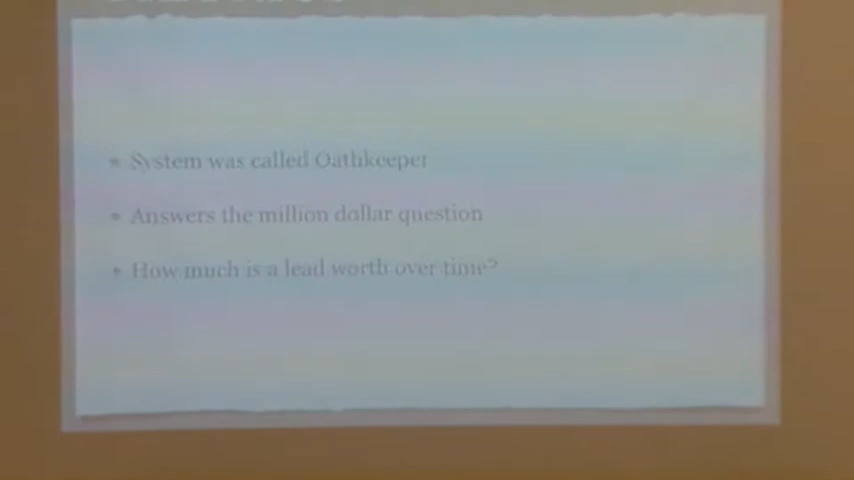 • System was called Oathkeeper
• Answers the million dollar question
• How much is a lead worth over time?